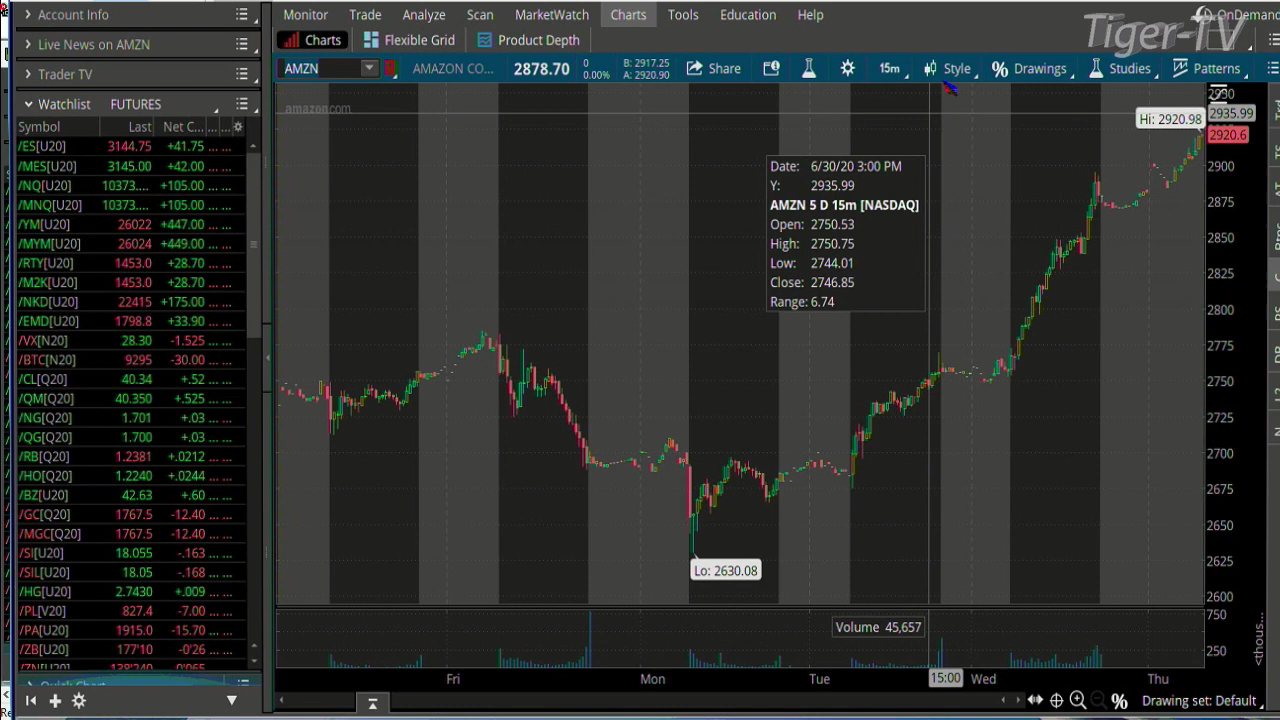 Account Info
Live News on AMZN
Trader TV
Watchlist FUTURES
Symbol Last Net C... ... ...
/ES[U20] 3144.75 +41.75 ... ...
/MES[U20] 3145.00 +42.00 ... ...
/NQ[U20] 10373.... +105.00 ... ...
/MNQ[U20] 10373.... +105.00 ... ...
/YM[U20] 26022 +447.00 ... ...
/MYM[U20] 26024 +449.00 ... ...
/RTY[U20] 1453.0 +28.70 ... ...
/M2K[U20] 1453.0 +28.70 ... ...
/NKD[U20] 22415 +175.00 ... ...
/EMD[U20] 1798.8 +33.90 ... ...
/VX[N20] 28.30 -1.525 ... ...
/BTC[N20] 9295 -30.00 ... ...
/CL[Q20] 40.34 +.52 ... ...
/QM[Q20] 40.350 +.525 ... ...
/NG[Q20] 1.701 +.03 ... ...
/QG[Q20] 1.700 +.03 ... ...
/RB[Q20] 1.2381 +.0212 ... ...
/HO[Q20] 1.2240 +.0244 ... ...
/BZ[U20] 42.63 +.60 ... ...
/GC[Q20] 1767.5 -12.40 ... ...
/MGC[Q20] 1767.5 -12.40 ... ...
/SI[U20] 18.055 -.163 ... ...
/SIL[U20] 18.05 -.168 ... ...
/HG[U20] 2.7430 +.009 ... ...
/PL[V20] 827.4 -7.00 ... ...
/PA[U20] 1915.0 -15.70 ... ...
/ZB[U20] 177'10 -0'26 ... ...
/ZN[U20] 138'240 -0'065 ... ...
Quick Chart
Monitor Trade Analyze Scan MarketWatch Charts Tools Education Help
OnDemand
Tiger-TV
Charts Flexible Grid Product Depth
AMZN AMAZON CO... 2878.70 0 0.00% B: 2917.25 A: 2920.90 Share 15m Style Drawings Studies Patterns
amazon.com
Hi: 2920.98
2935.99
2920.6
2900
2875
2850
2825
2800
2775
2750
2725
2700
2675
2650
2625
2600
Date: 6/30/20 3:00 PM
Y: 2935.99
AMZN 5 D 15m [NASDAQ]
Open: 2750.53
High: 2750.75
Low: 2744.01
Close: 2746.85
Range: 6.74
Lo: 2630.08
Volume 45,657
750
250
<thous...
Fri Mon Tue 15:00 Wed Thu
Drawing set: Default